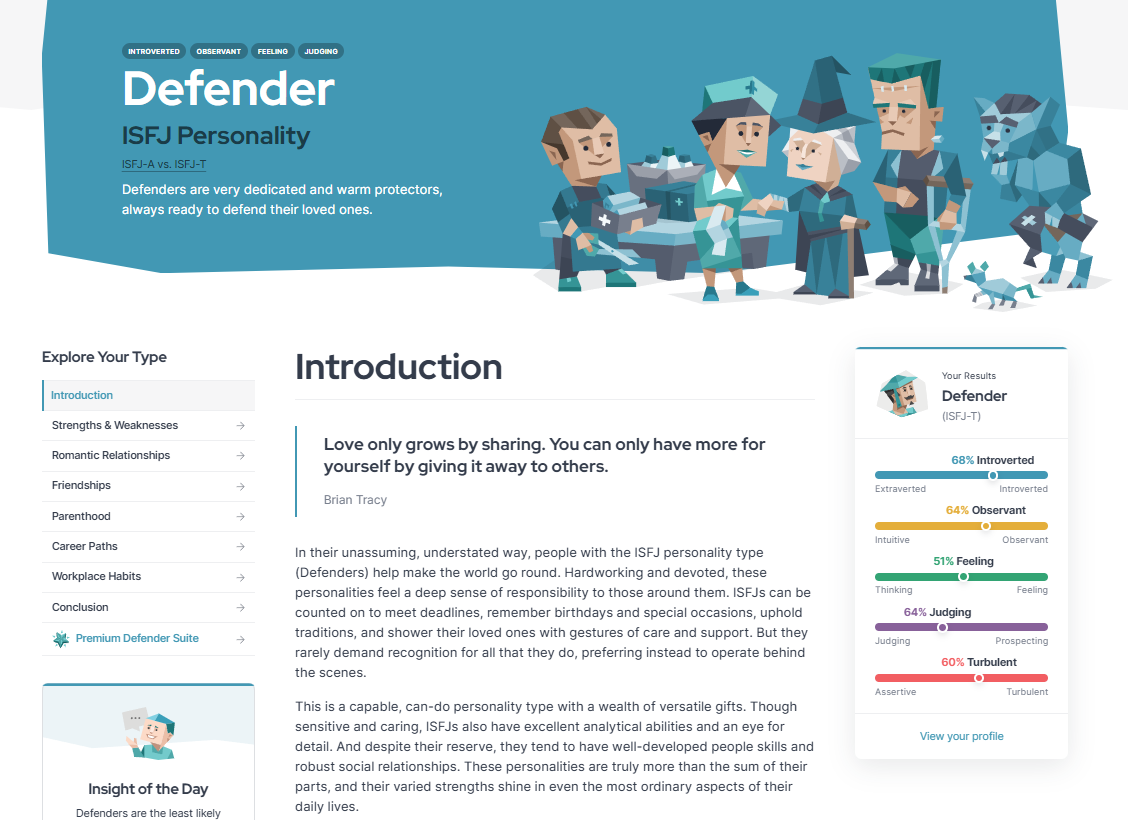 INTROVERTED OBSERVANT FEELING JUDGING
Defender
ISFJ Personality
ISFJ-A vs. ISFJ-T
Defenders are very dedicated and warm protectors,
always ready to defend their loved ones.
Explore Your Type
Introduction
Strengths & Weaknesses
Romantic Relationships
Friendships
Parenthood
Career Paths
Workplace Habits
Conclusion
Premium Defender Suite
Insight of the Day
Defenders are the least likely
Introduction
Love only grows by sharing. You can only have more for
yourself by giving it away to others.
Brian Tracy
In their unassuming, understated way, people with the ISFJ personality type
(Defenders) help make the world go round. Hardworking and devoted, these
personalities feel a deep sense of responsibility to those around them. ISFJs can be
counted on to meet deadlines, remember birthdays and special occasions, uphold
traditions, and shower their loved ones with gestures of care and support. But they
rarely demand recognition for all that they do, preferring instead to operate behind
the scenes.
This is a capable, can-do personality type with a wealth of versatile gifts. Though
sensitive and caring, ISFJs also have excellent analytical abilities and an eye for
detail. And despite their reserve, they tend to have well-developed people skills and
robust social relationships. These personalities are truly more than the sum of their
parts, and their varied strengths shine in even the most ordinary aspects of their
daily lives.
Your Results
Defender
(ISFJ-T)
68% Introverted
Extraverted Introverted
64% Observant
Intuitive Observant
51% Feeling
Thinking Feeling
64% Judging
Judging Prospecting
60% Turbulent
Assertive Turbulent
View your profile